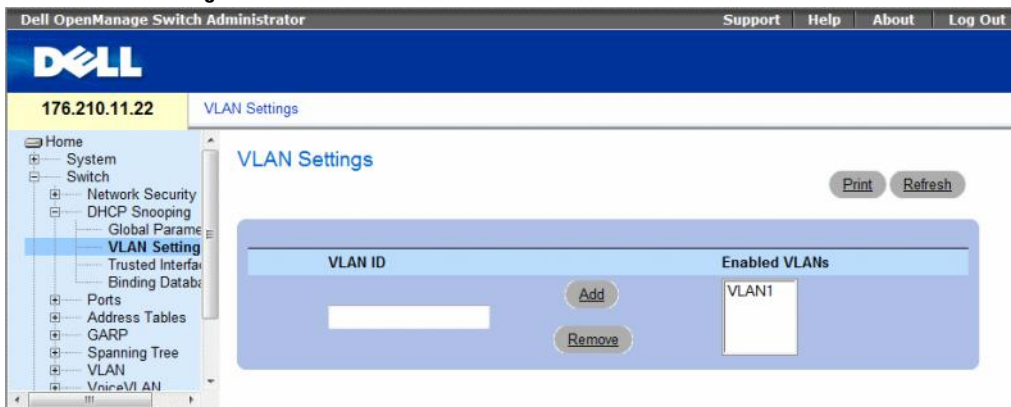 Dell OpenManage Switch Administrator
Support Help About Log Out
DELL
176.210.11.22
VLAN Settings
Home
System
Switch
Network Security
DHCP Snooping
Global Parame
VLAN Setting
Trusted Interfa
Binding Databa
Ports
Address Tables
GARP
Spanning Tree
VLAN
VoiceVLAN
VLAN Settings
Print Refresh
VLAN ID
Enabled VLANs
Add
Remove
VLAN1